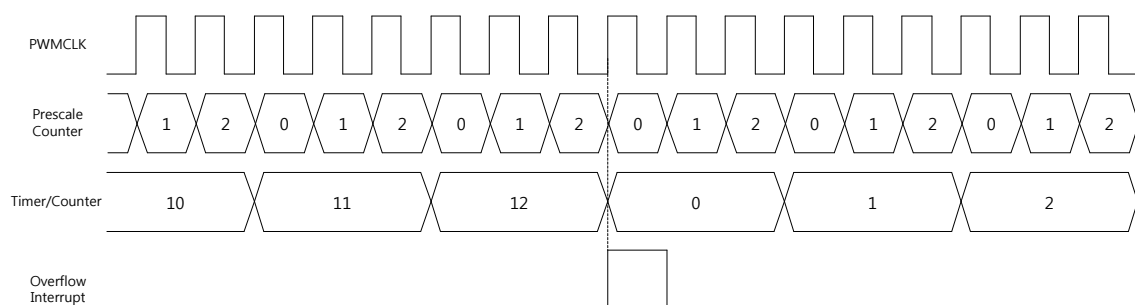 PWMCLK
Prescale
Counter
1 2 0 1 2 0 1 2 0 1 2 0 1 2 0 1 2
Timer/Counter
10 11 12 0 1 2
Overflow
Interrupt